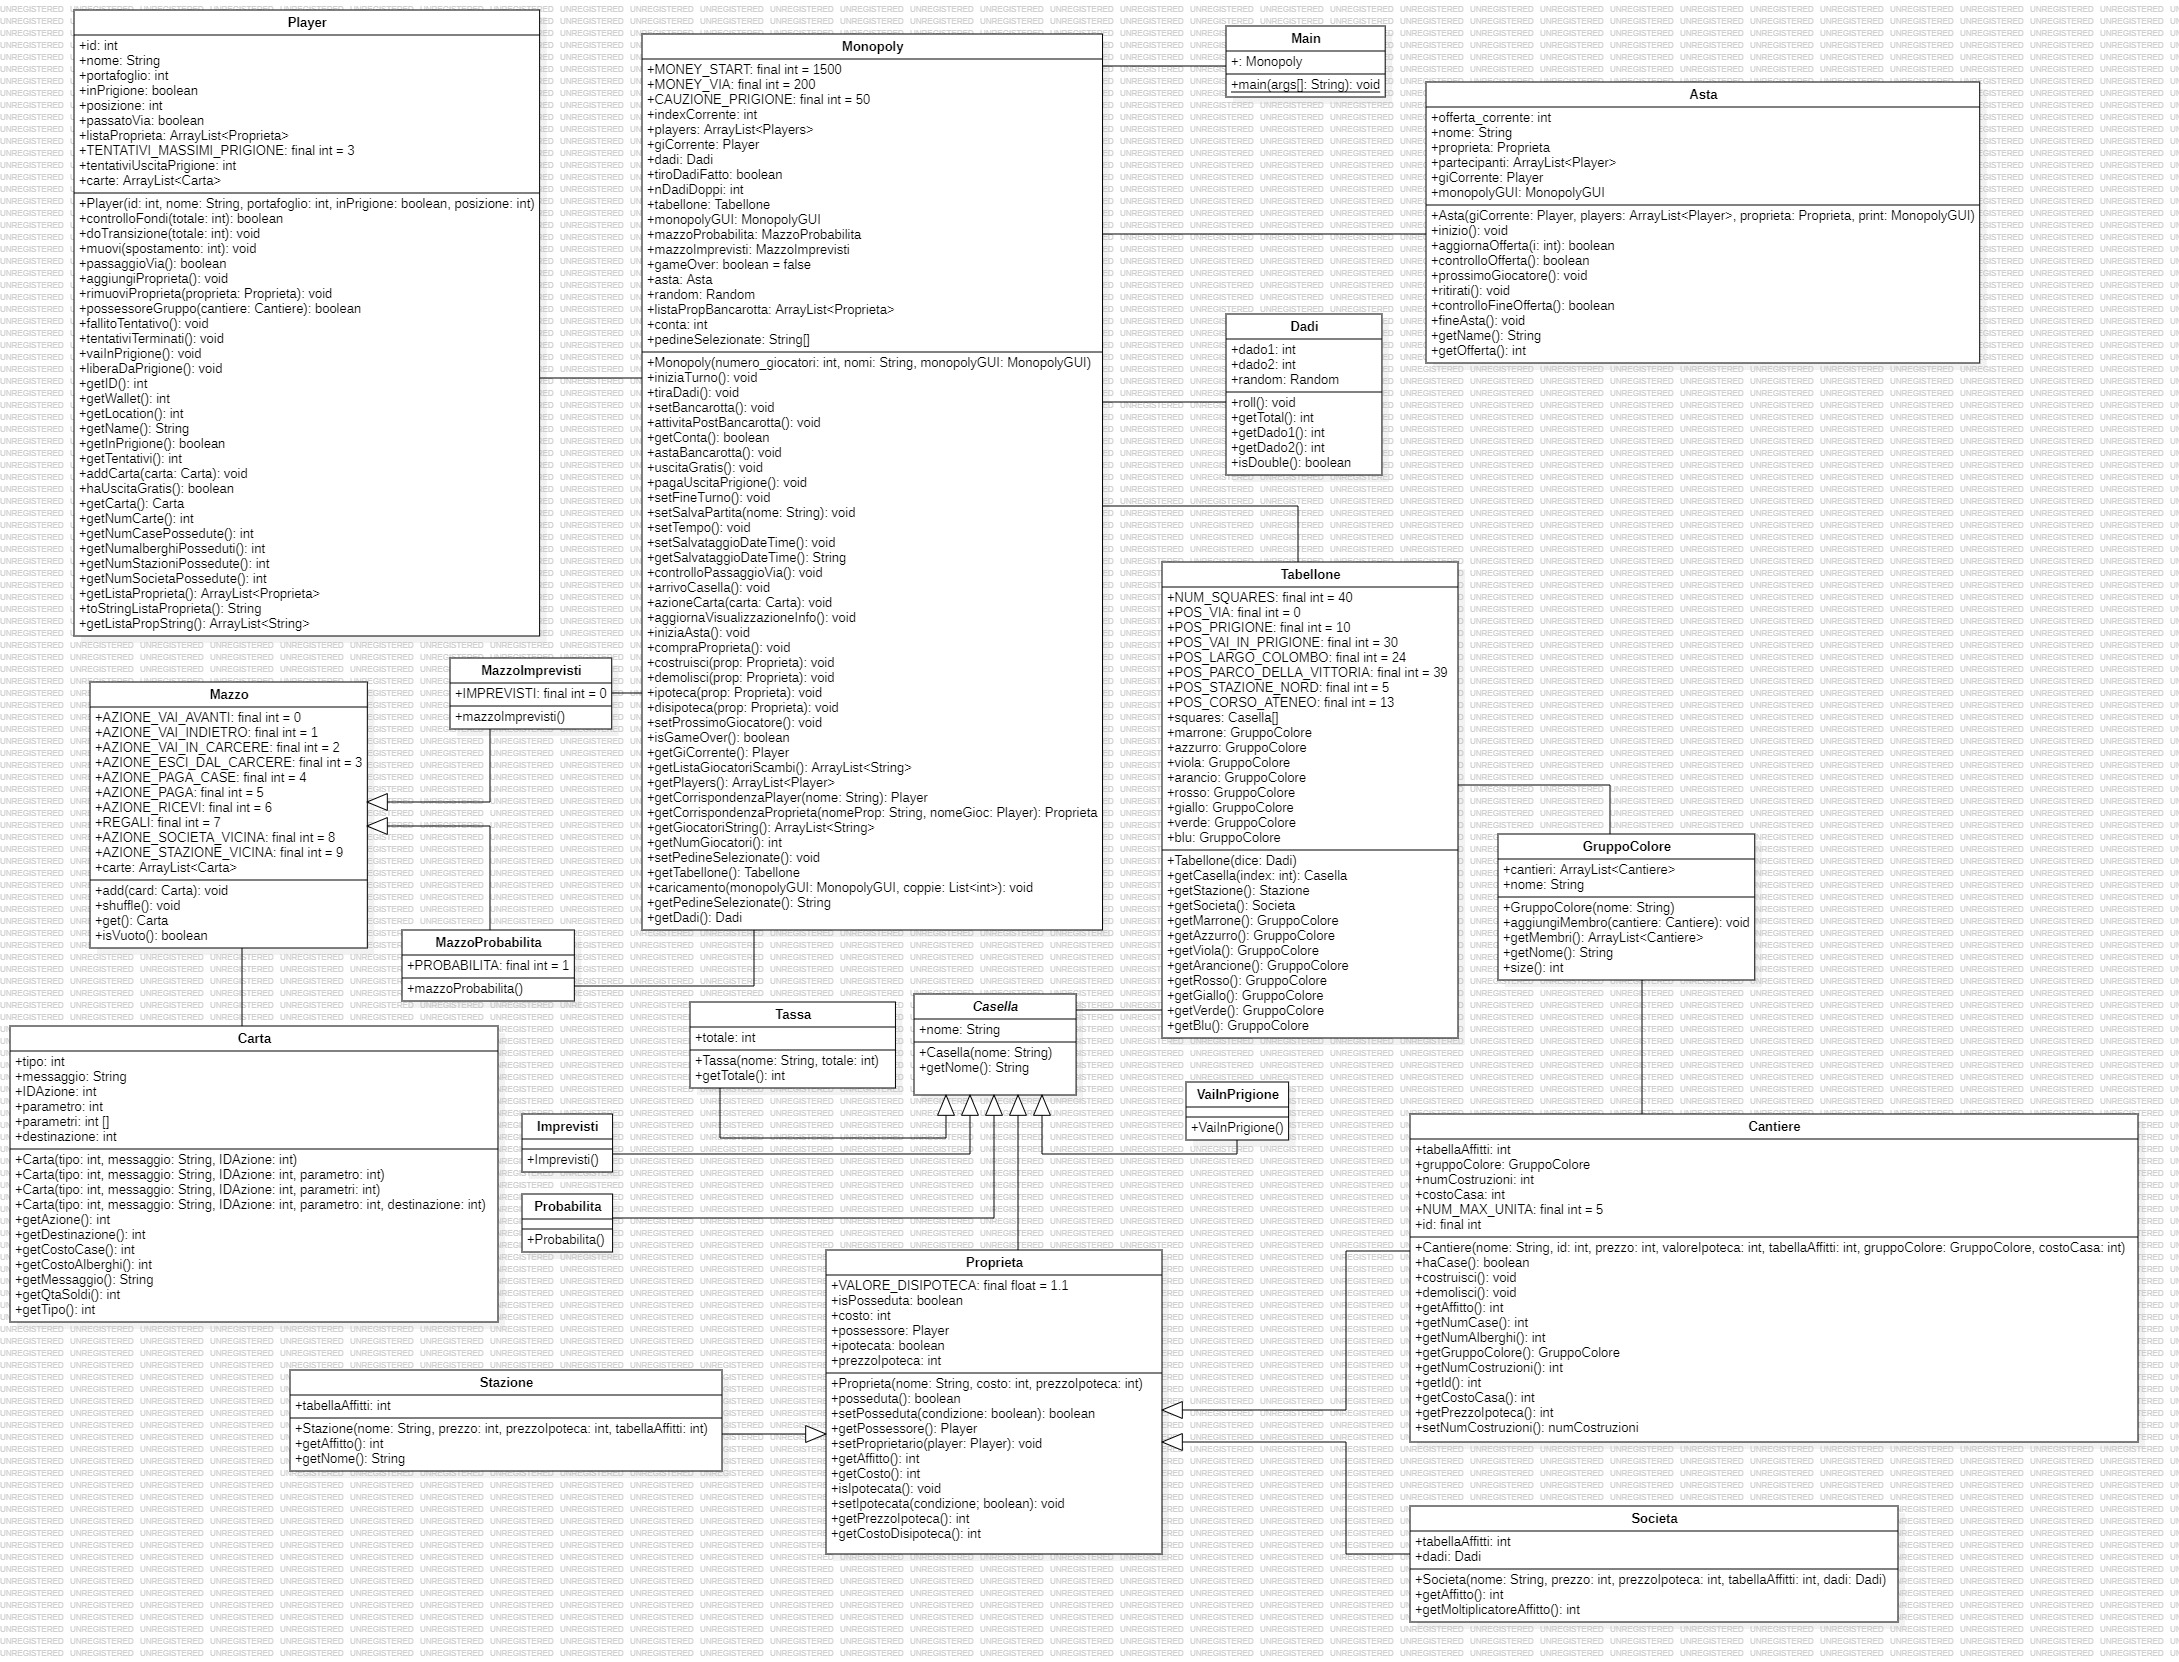 Player
+id: int
+nome: String
+portafoglio: int
+inPrigione: boolean
+posizione: int
+passatoVia: boolean
+listaProprieta: ArrayList<Proprieta>
+TENTATIVI_MASSIMI_PRIGIONE: final int = 3
+tentativiUscitaPrigione: int
+carte: ArrayList<Carta>
+Player(id: int, nome: String, portafoglio: int, inPrigione: boolean, posizione: int)
+controlloFondi(totale: int): boolean
+doTransizione(totale: int): void
+muovi(spostamento: int): void
+passaggioVia(): boolean
+aggiungiProprieta(): void
+rimuoviProprieta(proprieta: Proprieta): void
+possessoreGruppo(cantiere: Cantiere): boolean
+fallitoTentativo(): void
+tentativiTerminati(): void
+vaiInPrigione(): void
+liberaDaPrigione(): void
+getID(): int
+getWallet(): int
+getLocation(): int
+getName(): String
+getInPrigione(): boolean
+getTentativi(): int
+addCarta(carta: Carta): void
+haUscitaGratis(): boolean
+getCarta(): Carta
+getNumCarte(): int
+getNumCasePossedute(): int
+getNumalberghiPosseduti(): int
+getNumStazioniPossedute(): int
+getNumSocietaPossedute(): int
+getListaProprieta(): ArrayList<Proprieta>
+toStringListaProprieta(): String
+getListaPropString(): ArrayList<String>
Monopoly
+MONEY_START: final int = 1500
+MONEY_VIA: final int = 200
+CAUZIONE_PRIGIONE: final int = 50
+indexCorrente: int
+players: ArrayList<Players>
+giCorrente: Player
+dadi: Dadi
+tiroDadiFatto: boolean
+nDadiDoppi: int
+tabellone: Tabellone
+monopolyGUI: MonopolyGUI
+mazzoProbabilita: MazzoProbabilita
+mazzoImprevisti: MazzoImprevisti
+gameOver: boolean = false
+asta: Asta
+random: Random
+listaPropBancarotta: ArrayList<Proprieta>
+conta: int
+pedineSelezionate: String[]
+Monopoly(numero_giocatori: int, nomi: String, monopolyGUI: MonopolyGUI)
+iniziaTurno(): void
+tiraDadi(): void
+setBancarotta(): void
+attivitaPostBancarotta(): void
+getConta(): boolean
+astaBancarotta(): void
+uscitaGratis(): void
+pagaUscitaPrigione(): void
+setFineTurno(): void
+setSalvaPartita(nome: String): void
+setTempo(): void
+setSalvataggioDateTime(): void
+getSalvataggioDateTime(): String
+controlloPassaggioVia(): void
+arrivoCasella(): void
+azioneCarta(carta: Carta): void
+aggiornaVisualizzazioneInfo(): void
+iniziaAsta(): void
+compraProprieta(): void
+costruisci(prop: Proprieta): void
+demolisci(prop: Proprieta): void
+ipoteca(prop: Proprieta): void
+disipoteca(prop: Proprieta): void
+setProssimoGiocatore(): void
+isGameOver(): boolean
+getGiCorrente(): Player
+getListaGiocatoriScambi(): ArrayList<String>
+getPlayers(): ArrayList<Player>
+getCorrispondenzaPlayer(nome: String): Player
+getCorrispondenzaProprieta(nomeProp: String, nomeGioc: Player): Proprieta
+getGiocatoriString(): ArrayList<String>
+getNumGiocatori(): int
+setPedineSelezionate(): void
+getTabellone(): Tabellone
+caricamento(monopolyGUI: MonopolyGUI, coppie: List<int>): void
+getPedineSelezionate(): String
+getDadi(): Dadi
Main
+: Monopoly
+main(args[]: String): void
Asta
+offerta_corrente: int
+nome: String
+proprieta: Proprieta
+partecipanti: ArrayList<Player>
+giCorrente: Player
+monopolyGUI: MonopolyGUI
+Asta(giCorrente: Player, players: ArrayList<Player>, proprieta: Proprieta, print: MonopolyGUI)
+inizio(): void
+aggiornaOfferta(i: int): boolean
+controlloOfferta(): boolean
+prossimoGiocatore(): void
+ritirati(): void
+controlloFineOfferta(): boolean
+fineAsta(): void
+getName(): String
+getOfferta(): int
Dadi
+dado1: int
+dado2: int
+random: Random
+roll(): void
+getTotal(): int
+getDado1(): int
+getDado2(): int
+isDouble(): boolean
Tabellone
+NUM_SQUARES: final int = 40
+POS_VIA: final int = 0
+POS_PRIGIONE: final int = 10
+POS_VAI_IN_PRIGIONE: final int = 30
+POS_LARGO_COLOMBO: final int = 24
+POS_PARCO_DELLA_VITTORIA: final int = 39
+POS_STAZIONE_NORD: final int = 5
+POS_CORSO_ATENEO: final int = 13
+squares: Casella[]
+marrone: GruppoColore
+azzurro: GruppoColore
+viola: GruppoColore
+arancio: GruppoColore
+rosso: GruppoColore
+giallo: GruppoColore
+verde: GruppoColore
+blu: GruppoColore
+Tabellone(dice: Dadi)
+getCasella(index: int): Casella
+getStazione(): Stazione
+getSocieta(): Societa
+getMarrone(): GruppoColore
+getAzzurro(): GruppoColore
+getViola(): GruppoColore
+getArancione(): GruppoColore
+getRosso(): GruppoColore
+getGiallo(): GruppoColore
+getVerde(): GruppoColore
+getBlu(): GruppoColore
MazzoImprevisti
+IMPREVISTI: final int = 0
+mazzoImprevisti()
Mazzo
+AZIONE_VAI_AVANTI: final int = 0
+AZIONE_VAI_INDIETRO: final int = 1
+AZIONE_VAI_IN_CARCERE: final int = 2
+AZIONE_ESCI_DAL_CARCERE: final int = 3
+AZIONE_PAGA_CASE: final int = 4
+AZIONE_PAGA: final int = 5
+AZIONE_RICEVI: final int = 6
+REGALI: final int = 7
+AZIONE_SOCIETA_VICINA: final int = 8
+AZIONE_STAZIONE_VICINA: final int = 9
+carte: ArrayList<Carta>
+add(card: Carta): void
+shuffle(): void
+get(): Carta
+isVuoto(): boolean
GruppoColore
+cantieri: ArrayList<Cantiere>
+nome: String
+GruppoColore(nome: String)
+aggiungiMembro(cantiere: Cantiere): void
+getMembri(): ArrayList<Cantiere>
+getNome(): String
+size(): int
MazzoProbabilita
+PROBABILITA: final int = 1
+mazzoProbabilita()
Tassa
+totale: int
+Tassa(nome: String, totale: int)
+getTotale(): int
Casella
+nome: String
+Casella(nome: String)
+getNome(): String
Carta
+tipo: int
+messaggio: String
+IDAzione: int
+parametro: int
+parametri: int []
+destinazione: int
+Carta(tipo: int, messaggio: String, IDAzione: int)
+Carta(tipo: int, messaggio: String, IDAzione: int, parametro: int)
+Carta(tipo: int, messaggio: String, IDAzione: int, parametri: int)
+Carta(tipo: int, messaggio: String, IDAzione: int, parametro: int, destinazione: int)
+getAzione(): int
+getDestinazione(): int
+getCostoCase(): int
+getCostoAlberghi(): int
+getMessaggio(): String
+getQtaSoldi(): int
+getTipo(): int
Imprevisti
+Imprevisti()
VaiInPrigione
+VaiInPrigione()
Probabilita
+Probabilita()
Cantiere
+tabellaAffitti: int
+gruppoColore: GruppoColore
+numCostruzioni: int
+costoCasa: int
+NUM_MAX_UNITA: final int = 5
+id: final int
+Cantiere(nome: String, id: int, prezzo: int, valoreIpoteca: int, tabellaAffitti: int, gruppoColore: GruppoColore, costoCasa: int)
+haCase(): boolean
+costruisci(): void
+demolisci(): void
+getAffitto(): int
+getNumCase(): int
+getNumAlberghi(): int
+getGruppoColore(): GruppoColore
+getNumCostruzioni(): int
+getId(): int
+getCostoCasa(): int
+getPrezzoIpoteca(): int
+setNumCostruzioni(): numCostruzioni
Proprieta
+VALORE_DISIPOTECA: final float = 1.1
+isPosseduta: boolean
+costo: int
+possessore: Player
+ipotecata: boolean
+prezzoIpoteca: int
+Proprieta(nome: String, costo: int, prezzoIpoteca: int)
+posseduta(): boolean
+setPosseduta(condizione: boolean): boolean
+getPossessore(): Player
+setProprietario(player: Player): void
+getAffitto(): int
+getCosto(): int
+isIpotecata(): void
+setIpotecata(condizione; boolean): void
+getPrezzoIpoteca(): int
+getCostoDisipoteca(): int
Stazione
+tabellaAffitti: int
+Stazione(nome: String, prezzo: int, prezzoIpoteca: int, tabellaAffitti: int)
+getAffitto(): int
+getNome(): String
Societa
+tabellaAffitti: int
+dadi: Dadi
+Societa(nome: String, prezzo: int, prezzoIpoteca: int, tabellaAffitti: int, dadi: Dadi)
+getAffitto(): int
+getMoltiplicatoreAffitto(): int
UNREGISTERED